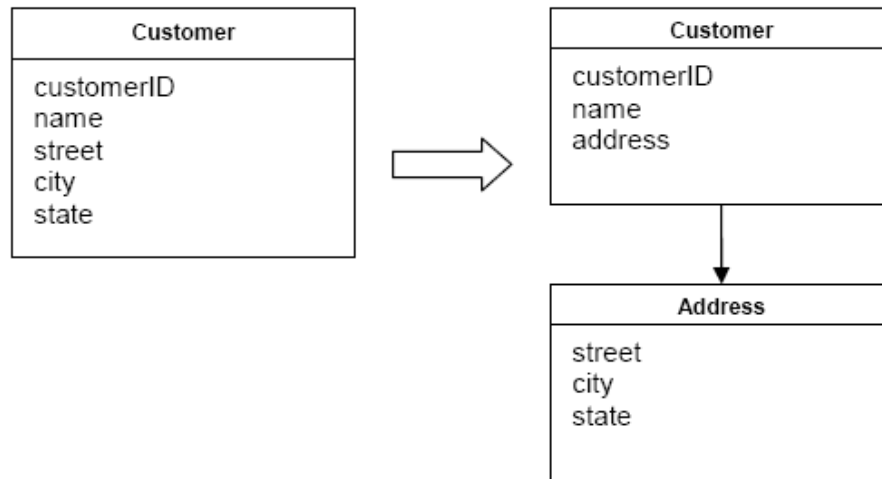 Customer
customerID
name
street
city
state
Customer
customerID
name
address
Address
street
city
state